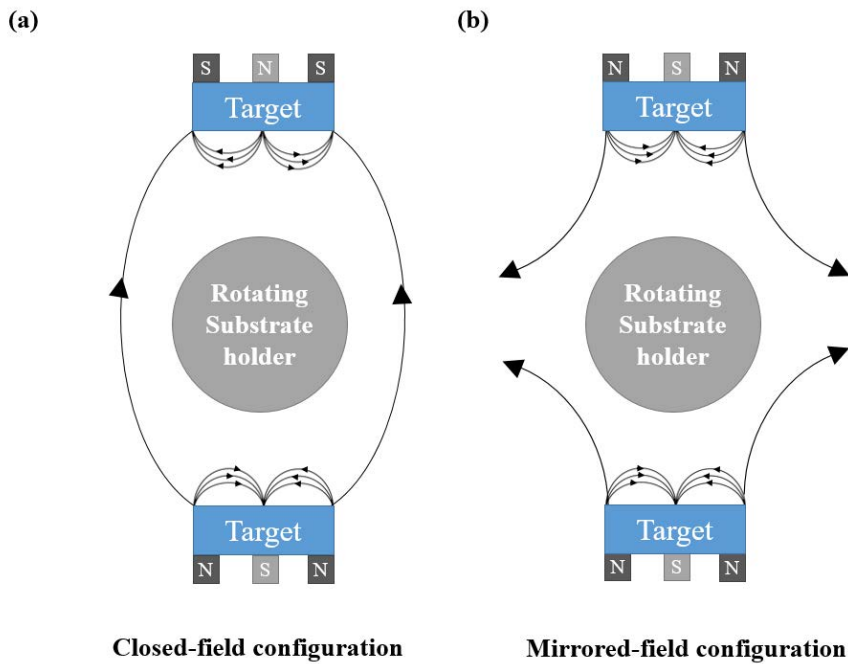 (a)
S N S
Target
Rotating
Substrate
holder
Target
N S N
Closed-field configuration
(b)
N S N
Target
Rotating
Substrate
holder
Target
N S N
Mirrored-field configuration